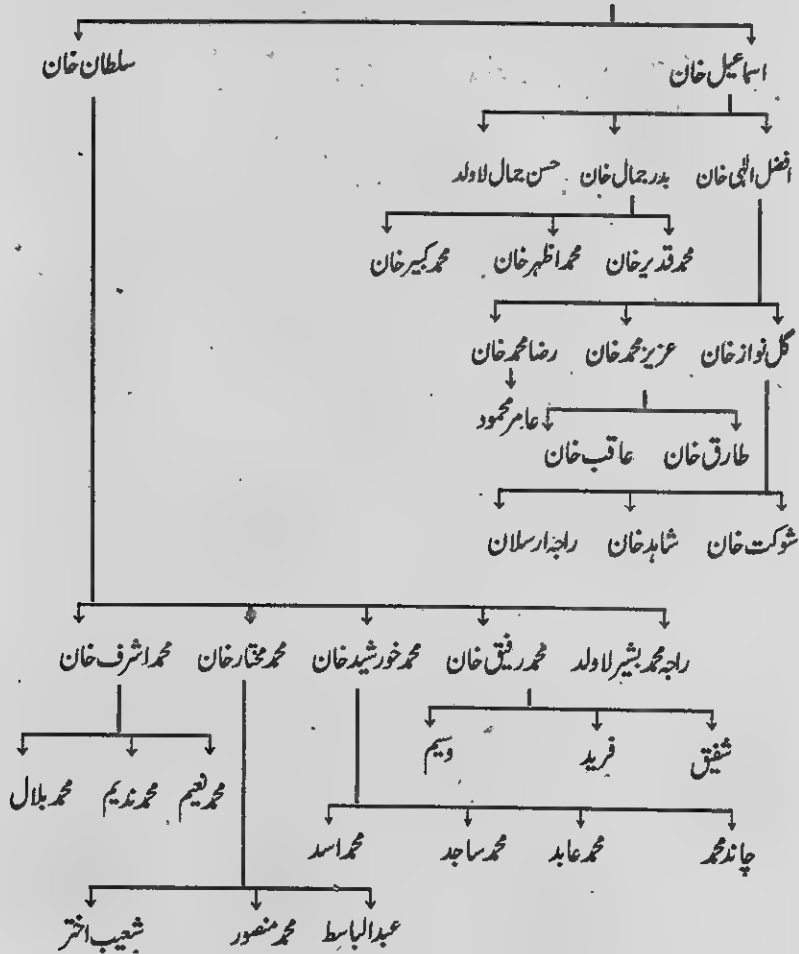 اسماعیل خان سلطان خان
افضل الٰہی خان بدر جمال خان حسن جمال لاولد
محمد قدیر خان محمد اظہر خان محمد کبیر خان
گل نواز خان عزیز محمد خان رضا محمد خان
عامر محمود
طارق خان عاقب خان
شوکت خان شاہد خان راجہ ارسلان
راجہ محمد بشیر لاولد محمد رفیق خان محمد خورشید خان محمد مختار خان محمد اشرف خان
شفیق فرید وسیم
محمد نعیم محمد ندیم محمد بلال
چاند محمد محمد عابد محمد ساجد محمد اسد
عبدالباسط محمد منصور شعیب اختر